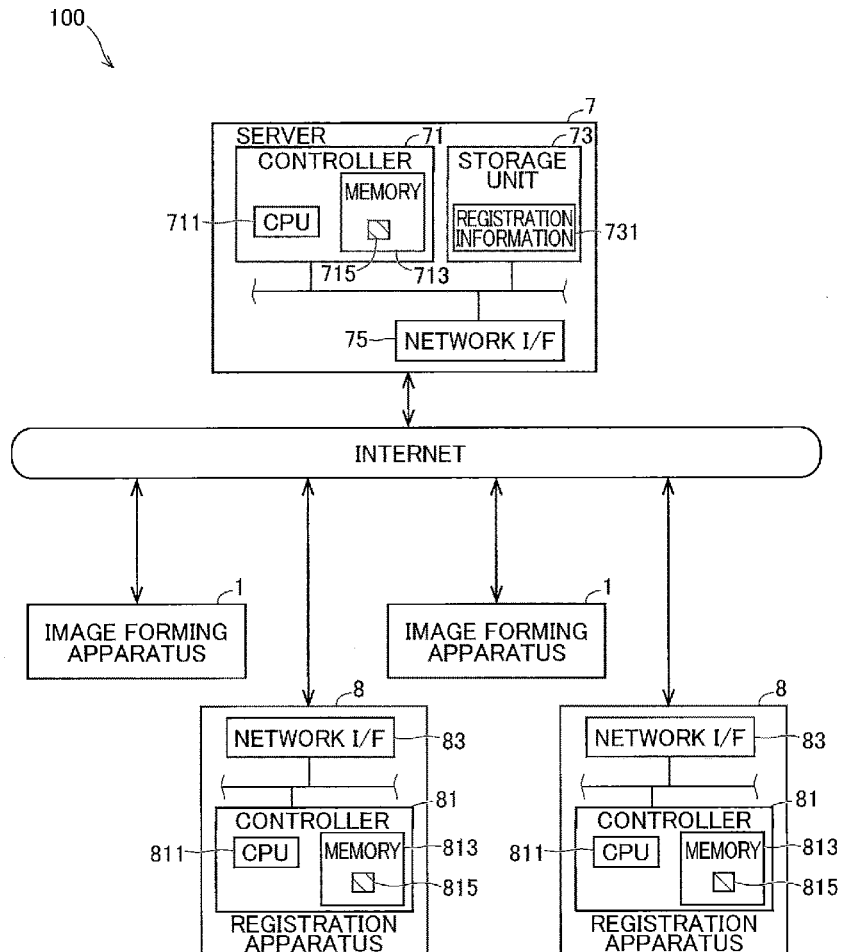 100
7
SERVER
71
73
CONTROLLER
STORAGE
UNIT
MEMORY
711
CPU
REGISTRATION
INFORMATION
731
715
713
75
NETWORK I/F
INTERNET
1
1
IMAGE FORMING
APPARATUS
IMAGE FORMING
APPARATUS
8
8
NETWORK I/F
83
NETWORK I/F
83
81
81
CONTROLLER
CONTROLLER
811
CPU
MEMORY
813
811
CPU
MEMORY
813
815
815
REGISTRATION
APPARATUS
REGISTRATION
APPARATUS